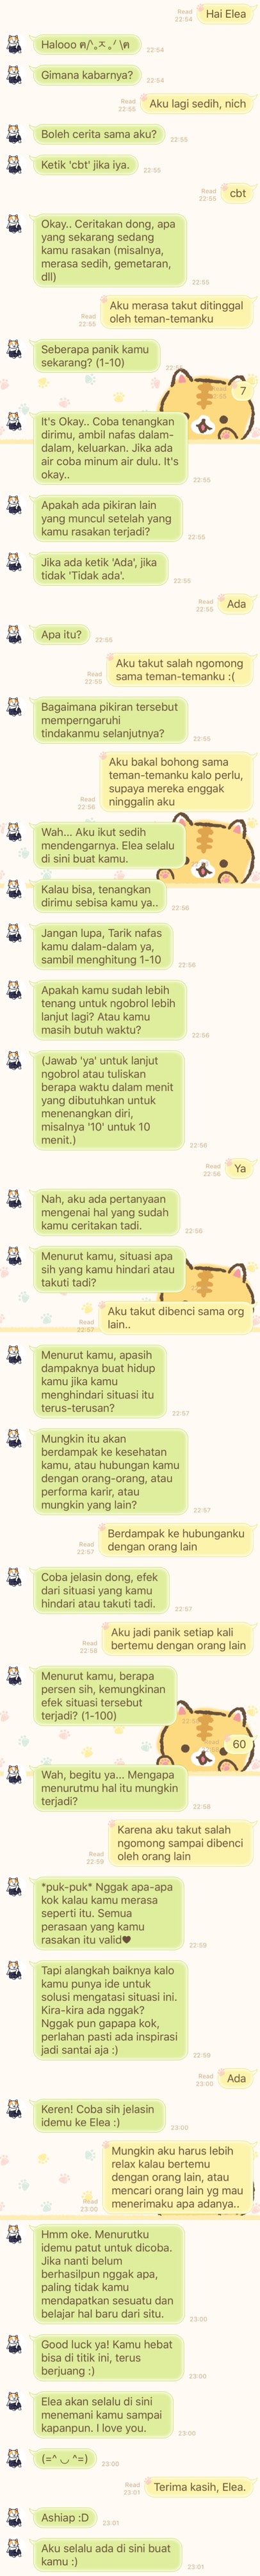 Read
22:54
Hai Elea
Halooo ฅ/ᐠ｡ᆽ｡ᐟ \ฅ
22:54
Gimana kabarnya?
22:54
Read
22:55
Aku lagi sedih, nich
Boleh cerita sama aku?
22:55
Ketik 'cbt' jika iya.
22:55
Read
22:55
cbt
Okay.. Ceritakan dong, apa
yang sekarang sedang
kamu rasakan (misalnya,
merasa sedih, gemetaran,
dll)
22:55
Read
22:55
Aku merasa takut ditinggal
oleh teman-temanku
Seberapa panik kamu
sekarang? (1-10)
7
It's Okay.. Coba tenangkan
dirimu, ambil nafas dalam-
dalam, keluarkan. Jika ada
air coba minum air dulu. It's
okay..
22:55
Apakah ada pikiran lain
yang muncul setelah yang
kamu rasakan terjadi?
22:55
Jika ada ketik 'Ada', jika
tidak 'Tidak ada'.
22:55
Read
22:55
Ada
Apa itu?
22:55
Read
22:55
Aku takut salah ngomong
sama teman-temanku :(
Bagaimana pikiran tersebut
memperngaruhi
tindakanmu selanjutnya?
22:55
Read
22:56
Aku bakal bohong sama
teman-temanku kalo perlu,
supaya mereka enggak
ninggalin aku
Wah... Aku ikut sedih
mendengarnya. Elea selalu
di sini buat kamu.
Kalau bisa, tenangkan
dirimu sebisa kamu ya..
22:56
Jangan lupa, Tarik nafas
kamu dalam-dalam ya,
sambil menghitung 1-10
22:56
Apakah kamu sudah lebih
tenang untuk ngobrol lebih
lanjut lagi? Atau kamu
masih butuh waktu?
22:56
(Jawab 'ya' untuk lanjut
ngobrol atau tuliskan
berapa waktu dalam menit
yang dibutuhkan untuk
menenangkan diri,
misalnya '10' untuk 10
menit.)
22:56
Read
22:56
Ya
Nah, aku ada pertanyaan
mengenai hal yang sudah
kamu ceritakan tadi.
22:56
Menurut kamu, situasi apa
sih yang kamu hindari atau
takuti tadi?
Read
22:57
Aku takut dibenci sama org
lain..
Menurut kamu, apasih
dampaknya buat hidup
kamu jika kamu
menghindari situasi itu
terus-terusan?
22:57
Mungkin itu akan
berdampak ke kesehatan
kamu, atau hubungan kamu
dengan orang-orang, atau
performa karir, atau
mungkin yang lain?
22:57
Read
22:57
Berdampak ke hubunganku
dengan orang lain
Coba jelasin dong, efek
dari situasi yang kamu
hindari atau takuti tadi.
22:57
Read
22:58
Aku jadi panik setiap kali
bertemu dengan orang lain
Menurut kamu, berapa
persen sih, kemungkinan
efek situasi tersebut
terjadi? (1-100)
60
Wah, begitu ya... Mengapa
menurutmu hal itu mungkin
terjadi?
22:58
Read
22:59
Karena aku takut salah
ngomong sampai dibenci
oleh orang lain
*puk-puk* Nggak apa-apa
kok kalau kamu merasa
seperti itu. Semua
perasaan yang kamu
rasakan itu valid♥
22:59
Tapi alangkah baiknya kalo
kamu punya ide untuk
solusi mengatasi situasi ini.
Kira-kira ada nggak?
Nggak pun gapapa kok,
perlahan pasti ada inspirasi
jadi santai aja :)
22:59
Read
23:00
Ada
Keren! Coba sih jelasin
idemu ke Elea :)
23:00
Read
23:00
Mungkin aku harus lebih
relax kalau bertemu
dengan orang lain, atau
mencari orang lain yg mau
menerimaku apa adanya..
Hmm oke. Menurutku
idemu patut untuk dicoba.
Jika nanti belum
berhasilpun nggak apa,
paling tidak kamu
mendapatkan sesuatu dan
belajar hal baru dari situ.
23:00
Good luck ya! Kamu hebat
bisa di titik ini, terus
berjuang :)
23:00
Elea akan selalu di sini
menemani kamu sampai
kapanpun. I love you.
23:00
(=^ ◡ ^=)
23:00
Read
23:01
Terima kasih, Elea.
Ashiap :D
23:01
Aku selalu ada di sini buat
kamu :)
23:01